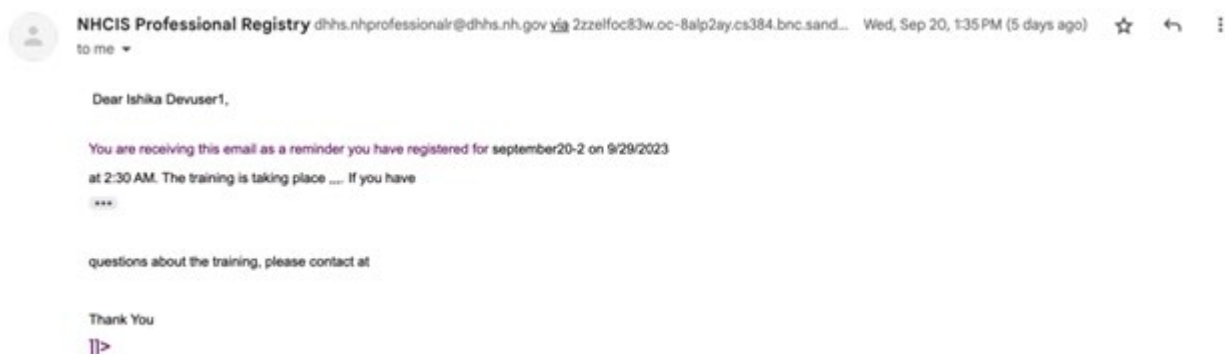 NHCIS Professional Registry dhhs.nhprofessionalr@dhhs.nh.gov via 2zzelfoc83w.oc-8alp2ay.cs384.bnc.sand... Wed, Sep 20, 1:35 PM (5 days ago)
to me
Dear Ishika Devuser1,
You are receiving this email as a reminder you have registered for september20-2 on 9/29/2023
at 2:30 AM. The training is taking place ,,,,. If you have
questions about the training, please contact at
Thank You
]]>